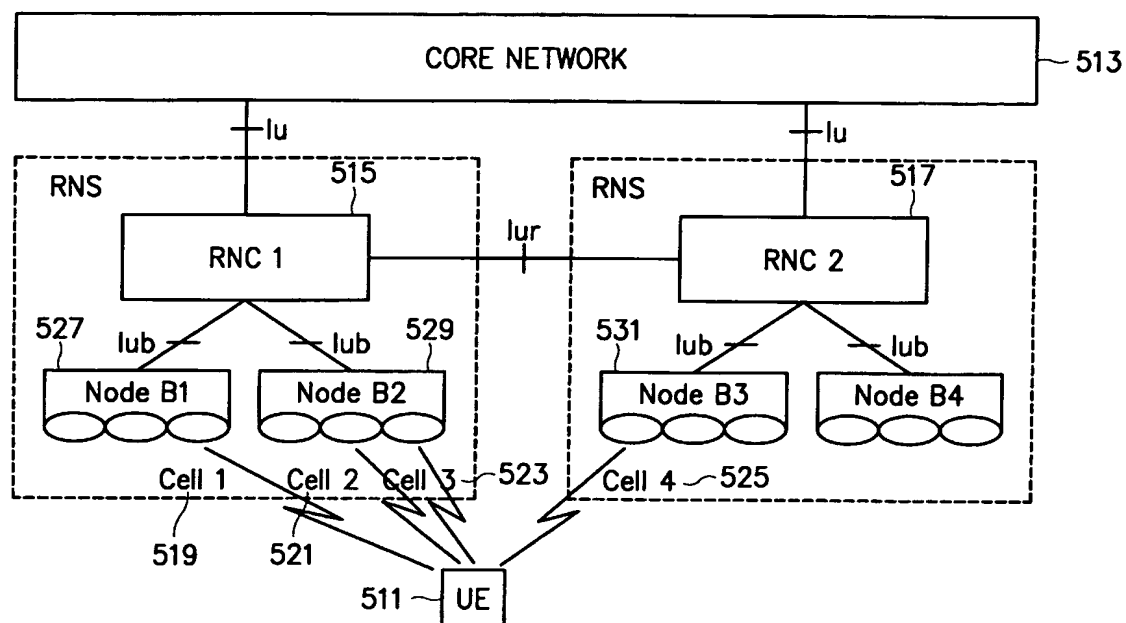 CORE NETWORK
513
Iu
Iu
RNS
515
RNS
517
RNC 1
Iur
RNC 2
527
Iub
Iub
529
531
Iub
Iub
Node B1
Node B2
Node B3
Node B4
Cell 1
Cell 2
Cell 3
523
Cell 4
525
519
521
511
UE